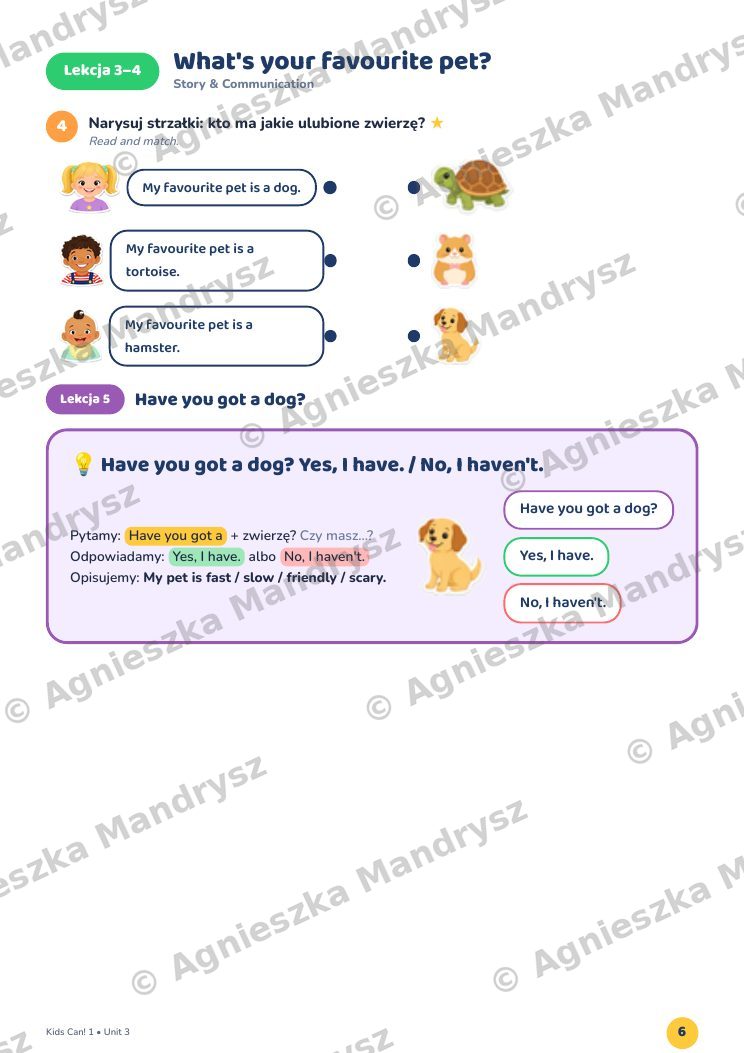 Lekcja 3–4
What's your favourite pet?
Story & Communication
4
Narysuj strzałki: kto ma jakie ulubione zwierzę?
Read and match.
My favourite pet is a dog.
My favourite pet is a
tortoise.
My favourite pet is a
hamster.
Lekcja 5
Have you got a dog?
Have you got a dog? Yes, I have. / No, I haven't.
Pytamy: Have you got a + zwierzę? Czy masz...?
Odpowiadamy: Yes, I have. albo No, I haven't.
Opisujemy: My pet is fast / slow / friendly / scary.
Have you got a dog?
Yes, I have.
No, I haven't.
Kids Can! 1 • Unit 3
6
© Agnieszka Mandrysz